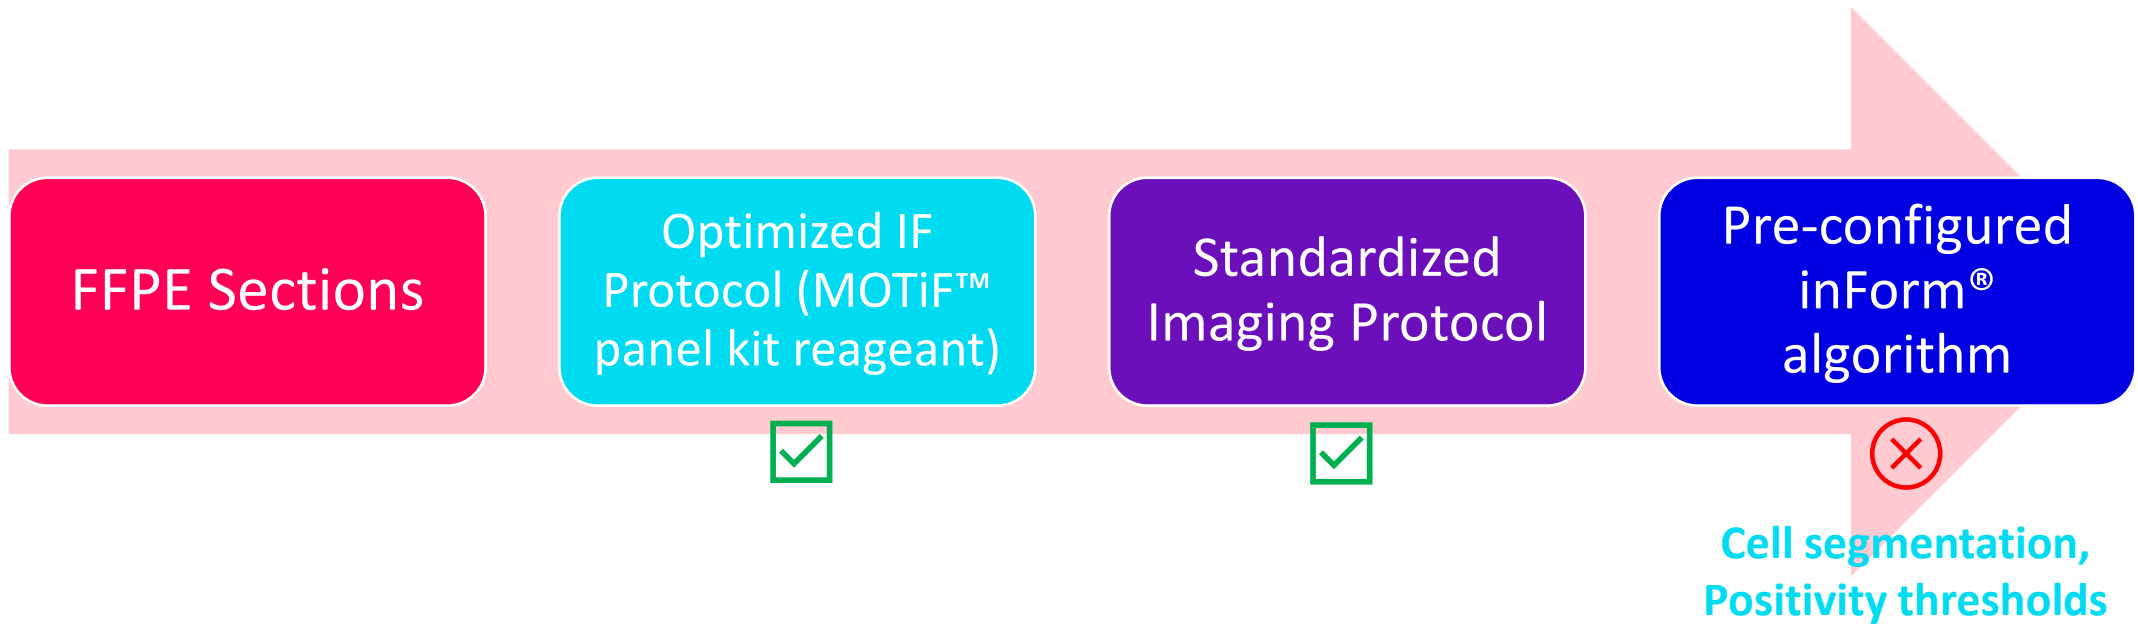 FFPE Sections
Optimized IF
Protocol (MOTiF™
panel kit reageant)
Standardized
Imaging Protocol
Pre-configured
inForm®
algorithm
Cell segmentation,
Positivity thresholds